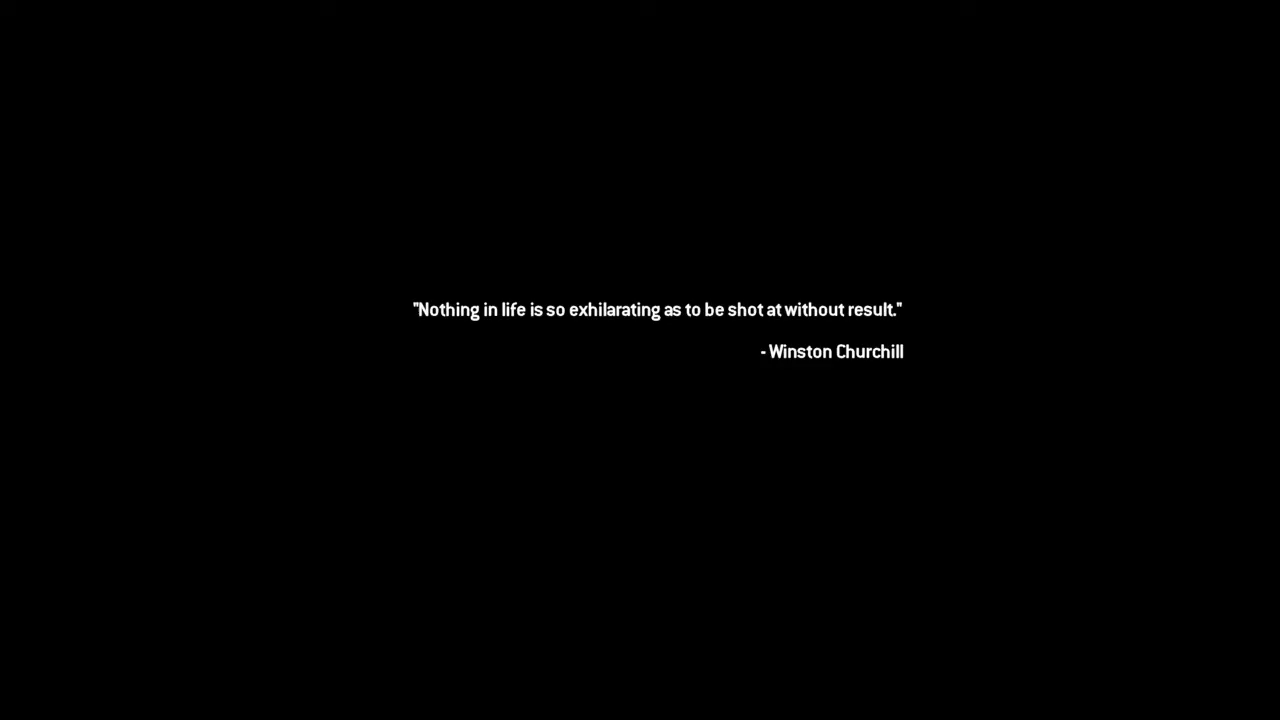 "Nothing in life is so exhilarating as to be shot at without result."
- Winston Churchill